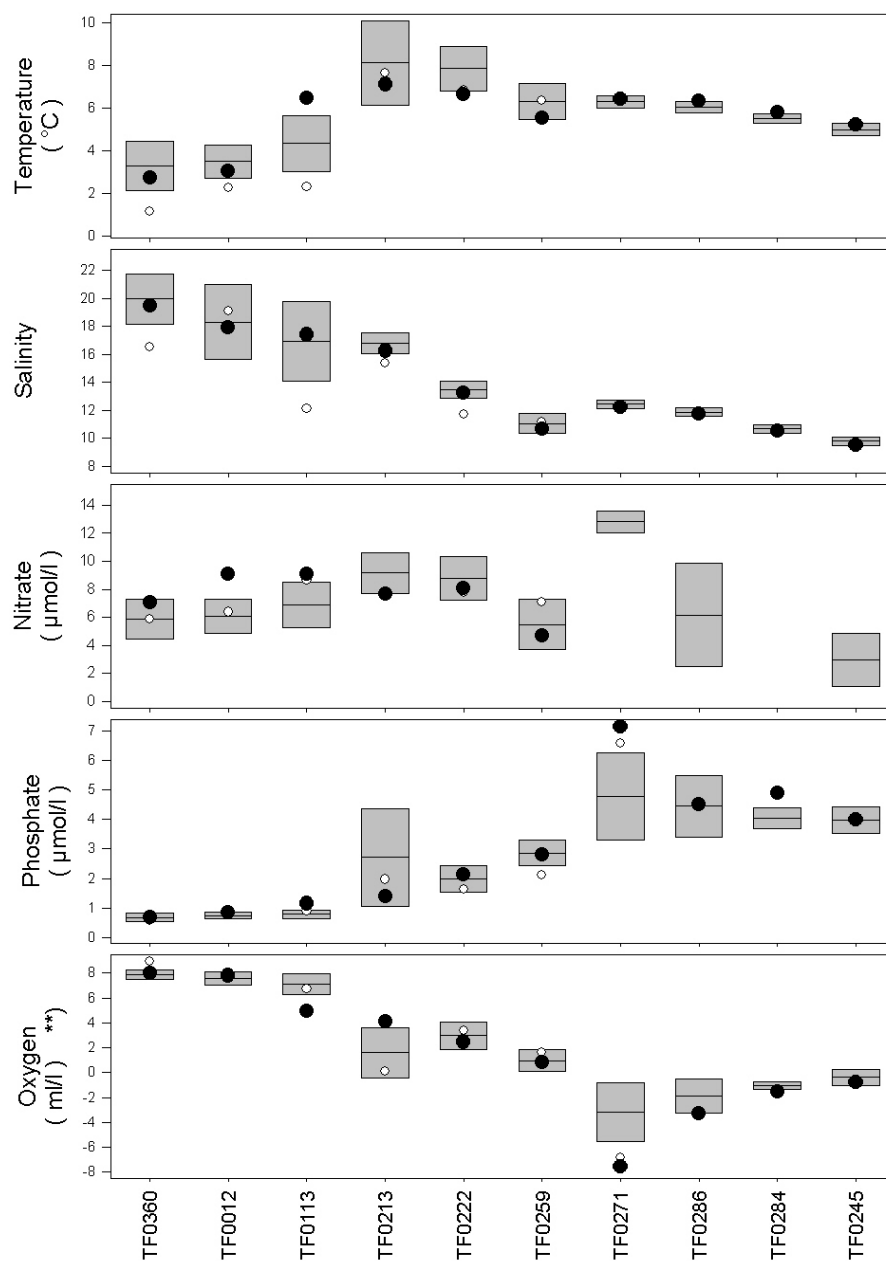 Temperature
( °C)
10
8
6
4
2
0
Salinity
22
20
18
16
14
12
10
8
Nitrate
( µmol/l)
14
12
10
8
6
4
2
0
Phosphate
( µmol/l)
7
6
5
4
3
2
1
0
Oxygen
( ml/l) **)
8
6
4
2
0
-2
-4
-6
-8
TF0360
TF0012
TF0113
TF0213
TF0222
TF0259
TF0271
TF0286
TF0284
TF0245